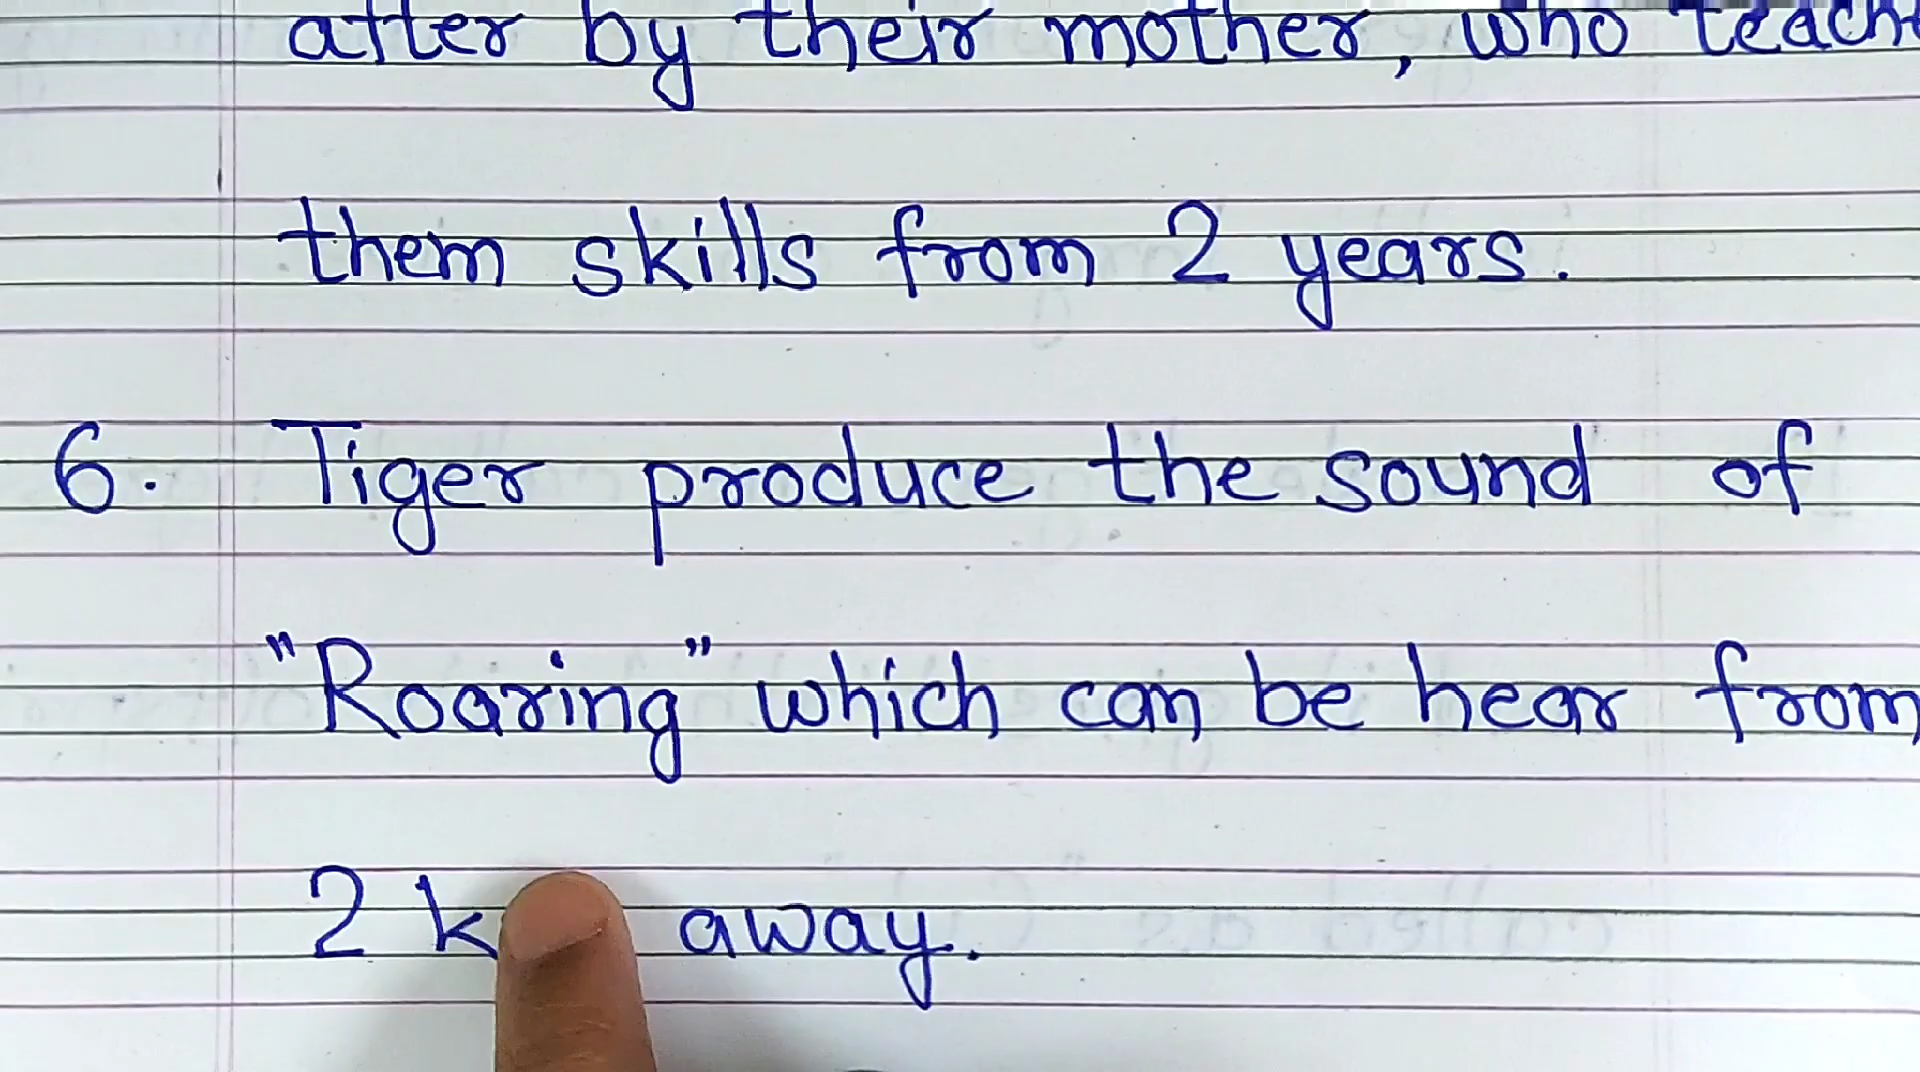 after by their mother, who teach
them skills from 2 years.
6. Tiger produce the sound of
"Roaring" which can be hear from
2 k away.